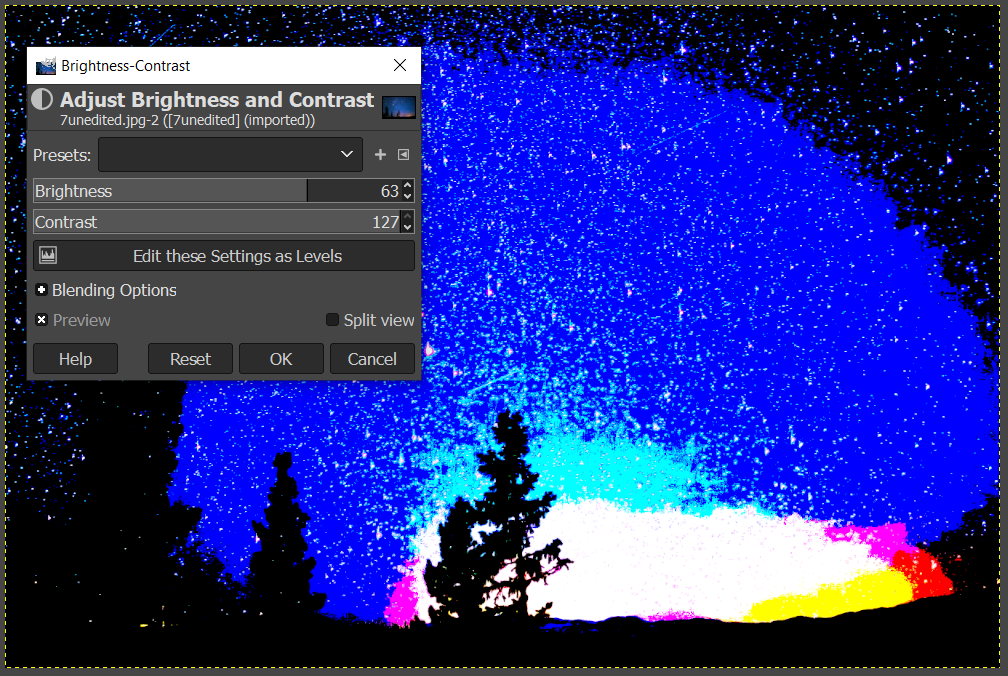 Brightness-Contrast
Adjust Brightness and Contrast
7unedited.jpg-2 ([7unedited] (imported))
Presets:
Brightness 63
Contrast 127
Edit these Settings as Levels
Blending Options
Preview Split view
Help Reset OK Cancel